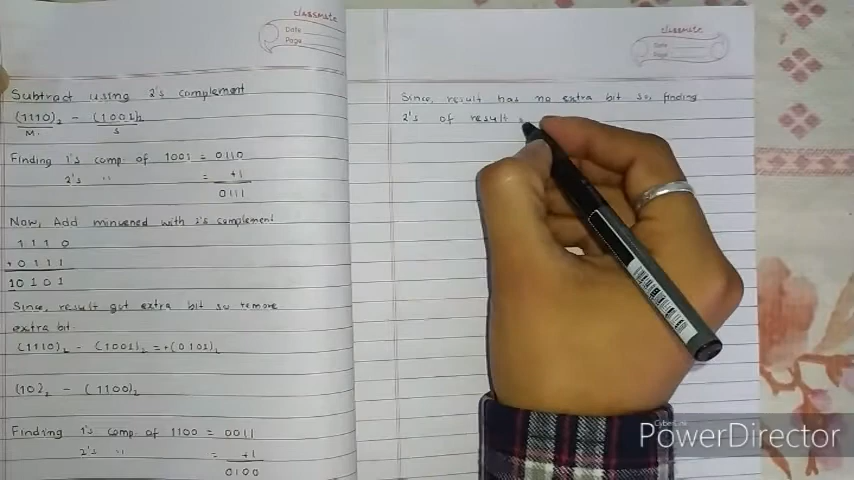 classmate
Date
Page
Subtract using 2's complement
(1110)₂ - (1001)₂
M. S
Finding 1's comp. of 1001 = 0110
2's " = +1
0111
Now, Add minuend with 2's complement
1 1 1 0
+ 0 1 1 1
10 1 0 1
Since, result got extra bit so remove
extra bit.
(1110)₂ - (1001)₂ = +(0101)₂
(10)₂ - (1100)₂
Finding 1's comp. of 1100 = 0011
2's " = +1
0100
classmate
Date
Page
Since, result has no extra bit so, finding
2's of result
CyberLink
PowerDirector